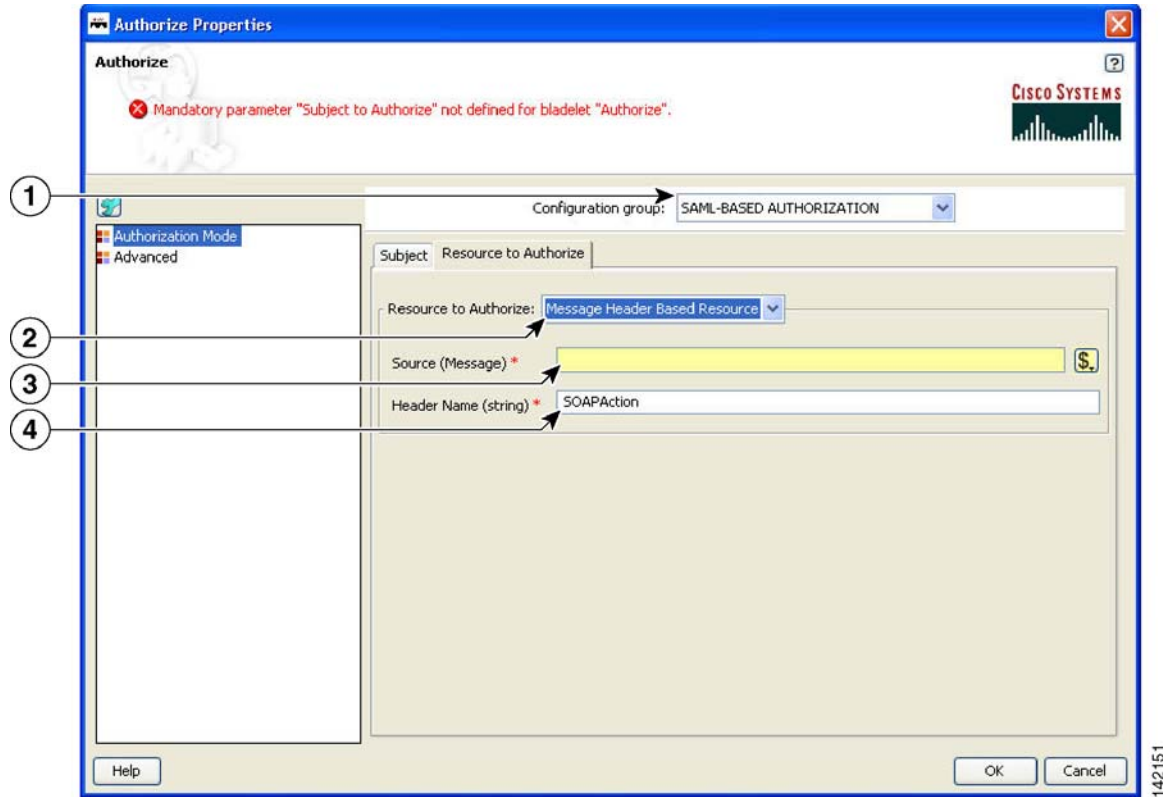 Authorize Properties
Authorize
Mandatory parameter "Subject to Authorize" not defined for bladelet "Authorize".
?
CISCO SYSTEMS
1
Configuration group: SAML-BASED AUTHORIZATION
Authorization Mode
Advanced
Subject Resource to Authorize
2
Resource to Authorize: Message Header Based Resource
3
Source (Message) * $
4
Header Name (string) * SOAPAction
Help OK Cancel
142151